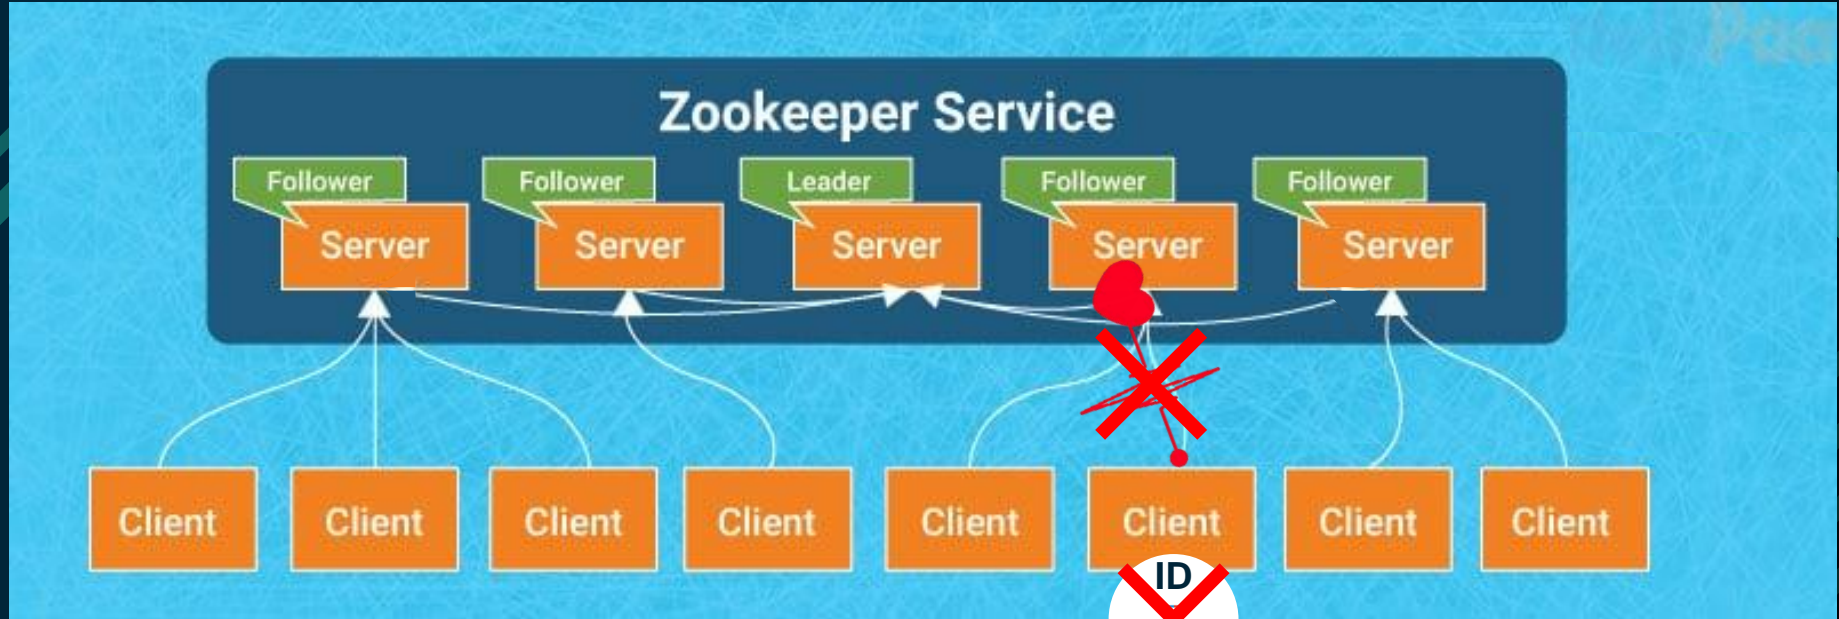 Zookeeper Service
Follower
Follower
Leader
Follower
Follower
Server
Server
Server
Server
Server
Client
Client
Client
Client
Client
Client
Client
Client
ID